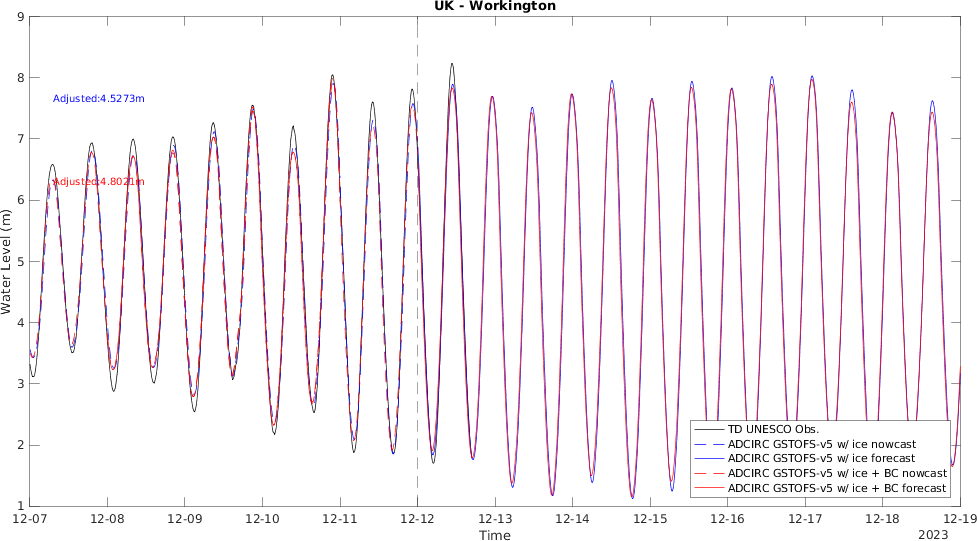 UK - Workington
9
8
7
6
5
4
3
2
1
Water Level (m)
Adjusted:4.5273m
Adjusted:4.8021m
TD UNESCO Obs.
ADCIRC GSTOFS-v5 w/ ice nowcast
ADCIRC GSTOFS-v5 w/ ice forecast
ADCIRC GSTOFS-v5 w/ ice + BC nowcast
ADCIRC GSTOFS-v5 w/ ice + BC forecast
12-07 12-08 12-09 12-10 12-11 12-12 12-13 12-14 12-15 12-16 12-17 12-18 12-19
Time
2023